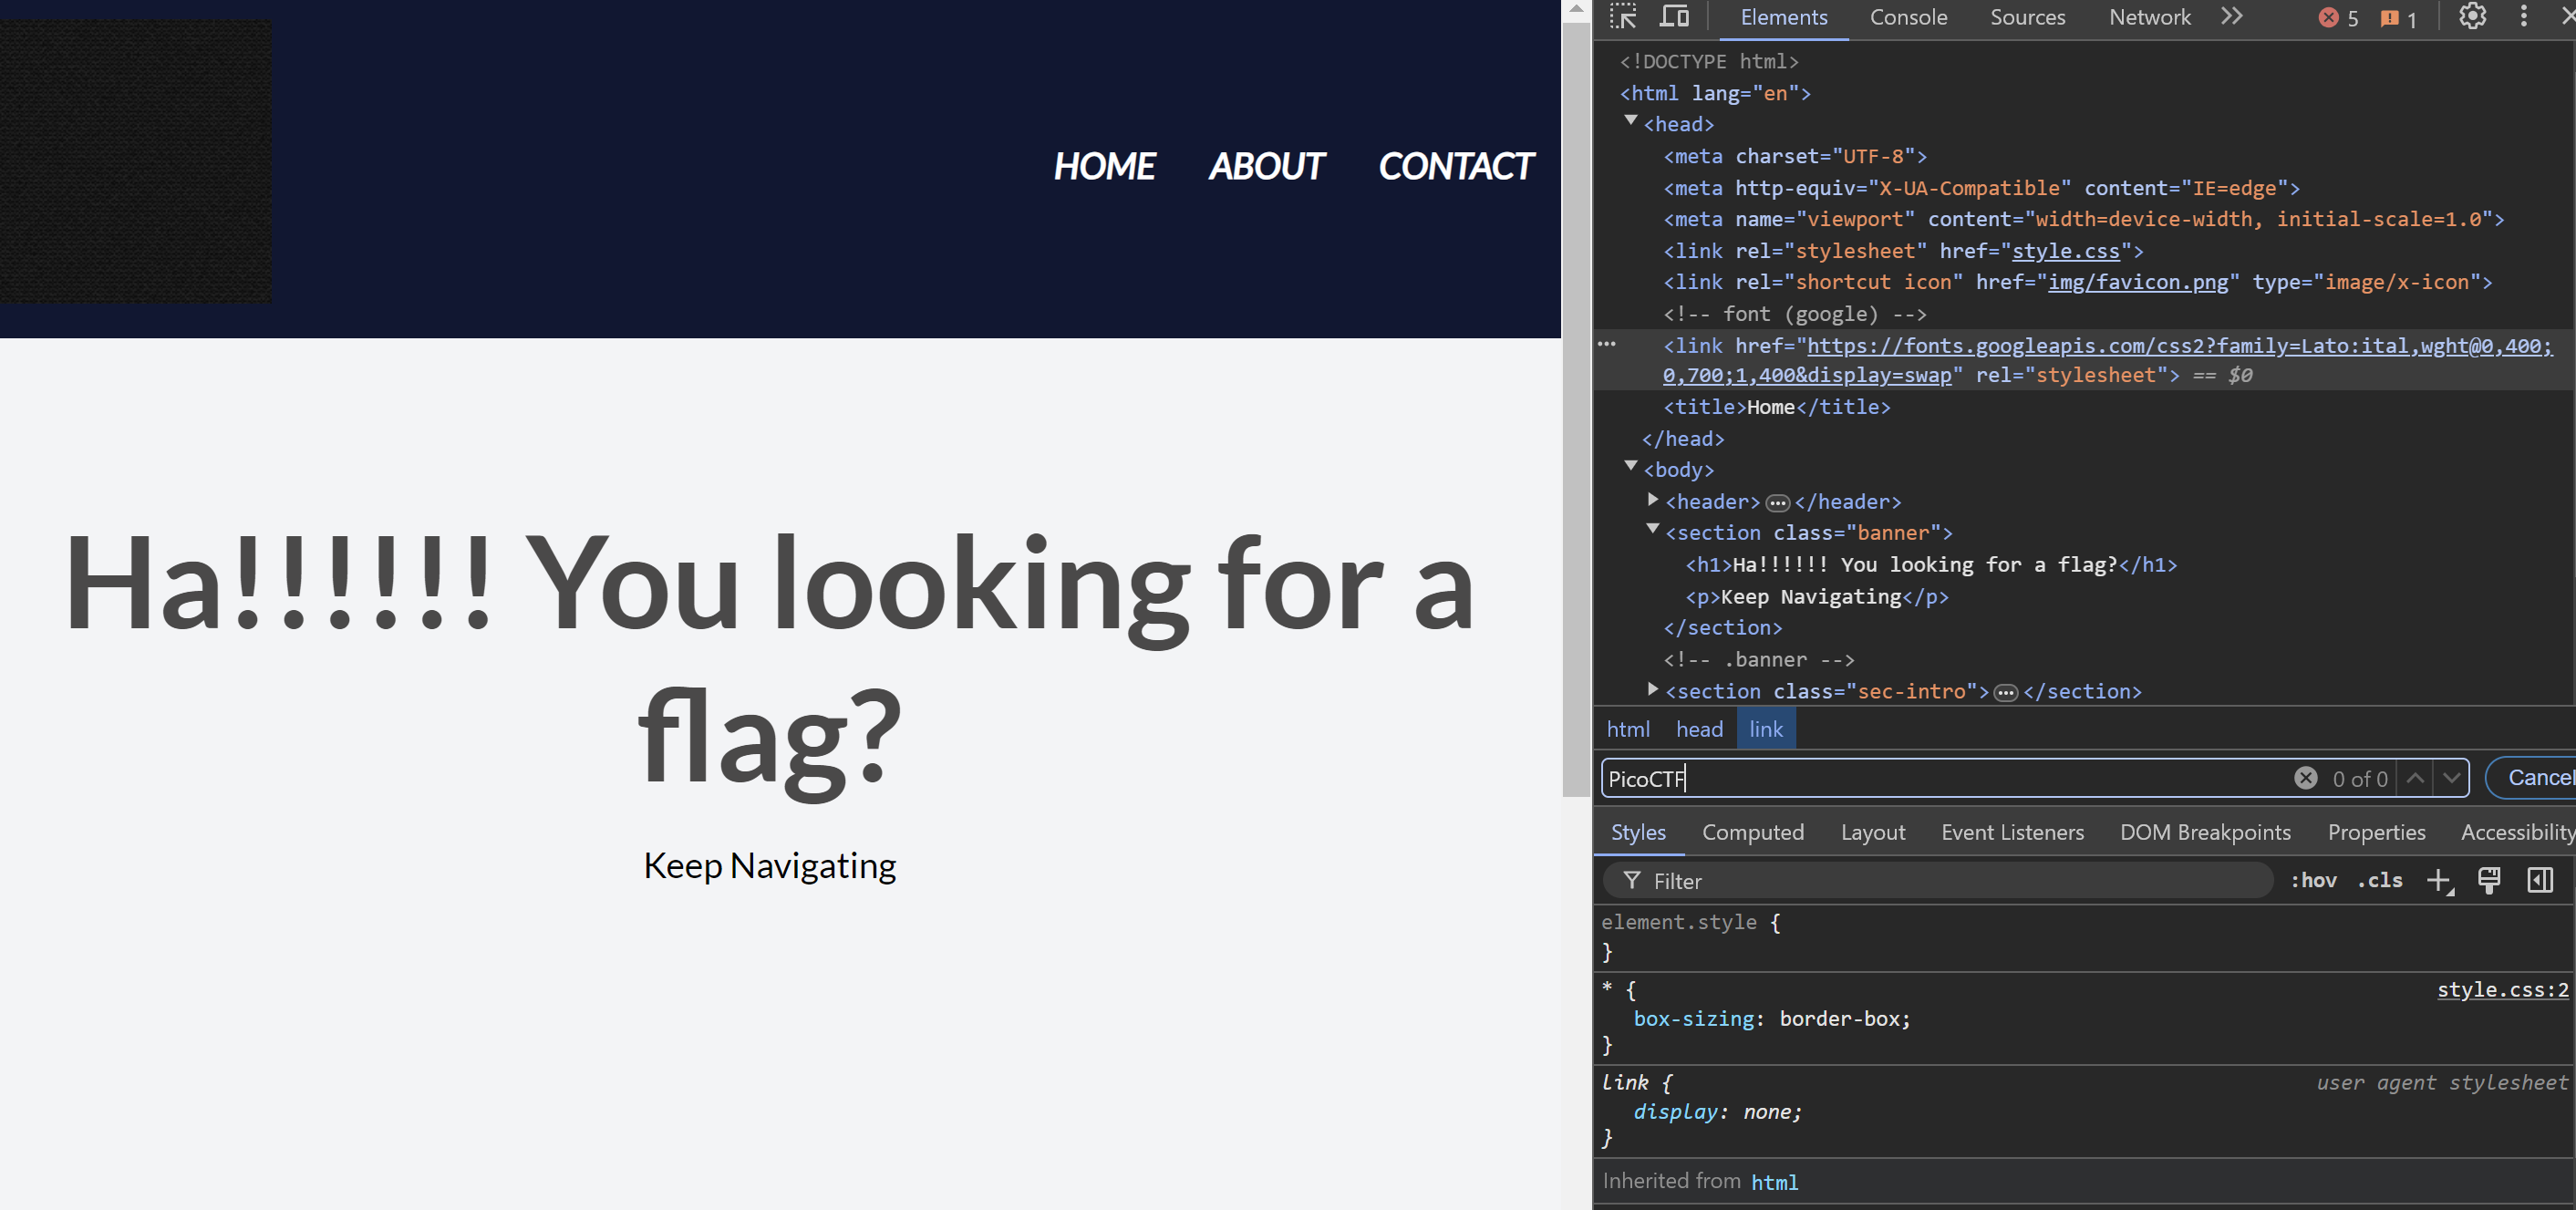 HOME ABOUT CONTACT
Ha!!!!!! You looking for a
flag?
Keep Navigating
Elements Console Sources Network 5 1
<!DOCTYPE html>
<html lang="en">
<head>
<meta charset="UTF-8">
<meta http-equiv="X-UA-Compatible" content="IE=edge">
<meta name="viewport" content="width=device-width, initial-scale=1.0">
<link rel="stylesheet" href="style.css">
<link rel="shortcut icon" href="img/favicon.png" type="image/x-icon">
<!-- font (google) -->
<link href="https://fonts.googleapis.com/css2?family=Lato:ital,wght@0,400;
0,700;1,400&display=swap" rel="stylesheet"> == $0
<title>Home</title>
</head>
<body>
<header>…</header>
<section class="banner">
<h1>Ha!!!!!! You looking for a flag?</h1>
<p>Keep Navigating</p>
</section>
<!-- .banner -->
<section class="sec-intro">…</section>
html head link
PicoCTF 0 of 0 Cancel
Styles Computed Layout Event Listeners DOM Breakpoints Properties Accessibility
Filter :hov .cls
element.style {
}
* { style.css:2
box-sizing: border-box;
}
link { user agent stylesheet
display: none;
}
Inherited from html